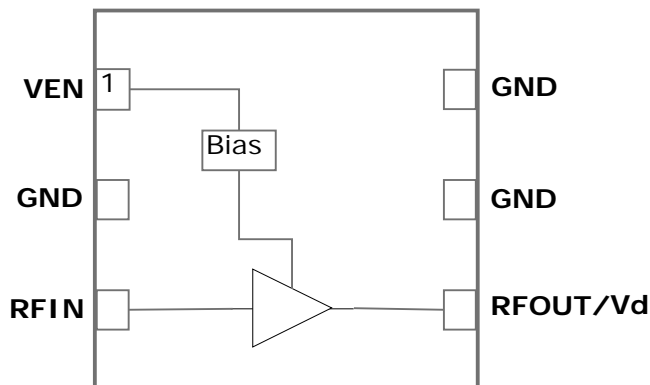 VEN 1 GND
Bias
GND GND
RFIN RFOUT/Vd